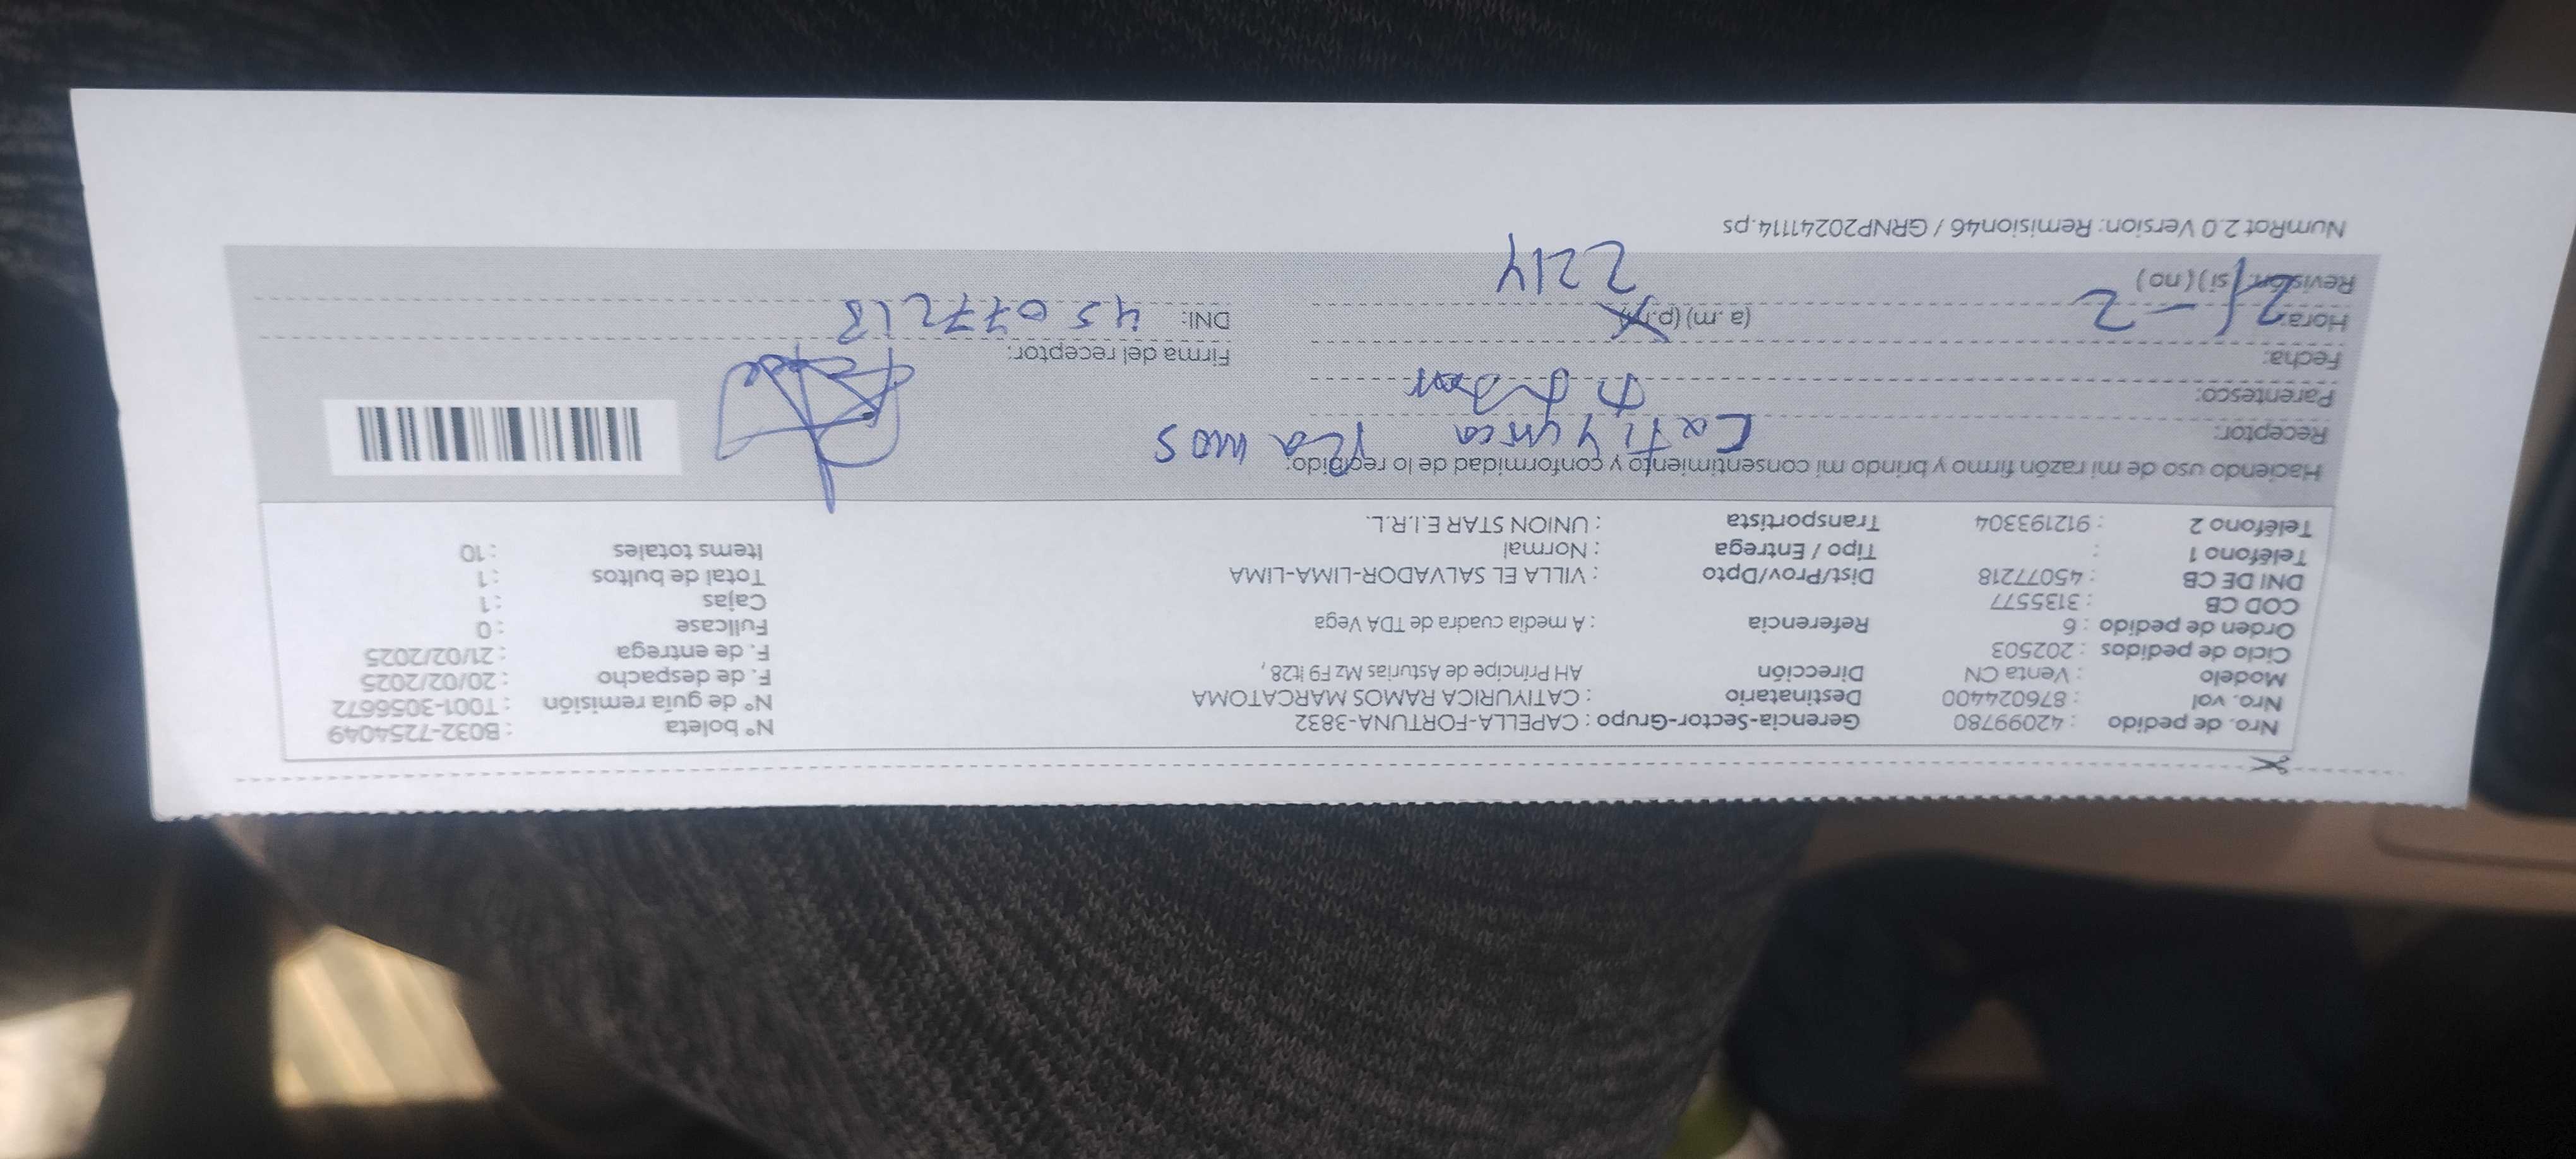 Nro. de pedido : 42099780 Gerencia-Sector-Grupo : CAPELLA-FORTUNA-3832 N° boleta : B032-7254049
Nro. vol : 876024400 Destinatario : CATIYURICA RAMOS MARCATOMA N° de guía remisión : T001-3056672
Modelo : Venta CN Dirección AH Principe de Asturias Mz F9 lt28, F. de despacho : 20/02/2025
Ciclo de pedidos : 202503 F. de entrega : 21/02/2025
Orden de pedido : 6 Referencia : A media cuadra de TDA Vega Fullcase : 0
COD CB : 3135577 Cajas : 1
DNI DE CB : 45077218 Dist/Prov/Dpto : VILLA EL SALVADOR-LIMA-LIMA Total de bultos : 1
Teléfono 1 : Tipo / Entrega : Normal Items totales : 10
Teléfono 2 : 912193304 Transportista : UNION STAR E.I.R.L.
Haciendo uso de mi razón firmo y brindo mi consentimiento y conformidad de lo recibido:
Receptor: Catiyurica Ramos
Parentesco:
Fecha: Firma del receptor:
Hora: 21-2 (a.m) (p.m) DNI: 45077218
Revisión: (si) (no) 2214
NumRot 2.0 Version: Remision46 / GRNP20241114.ps